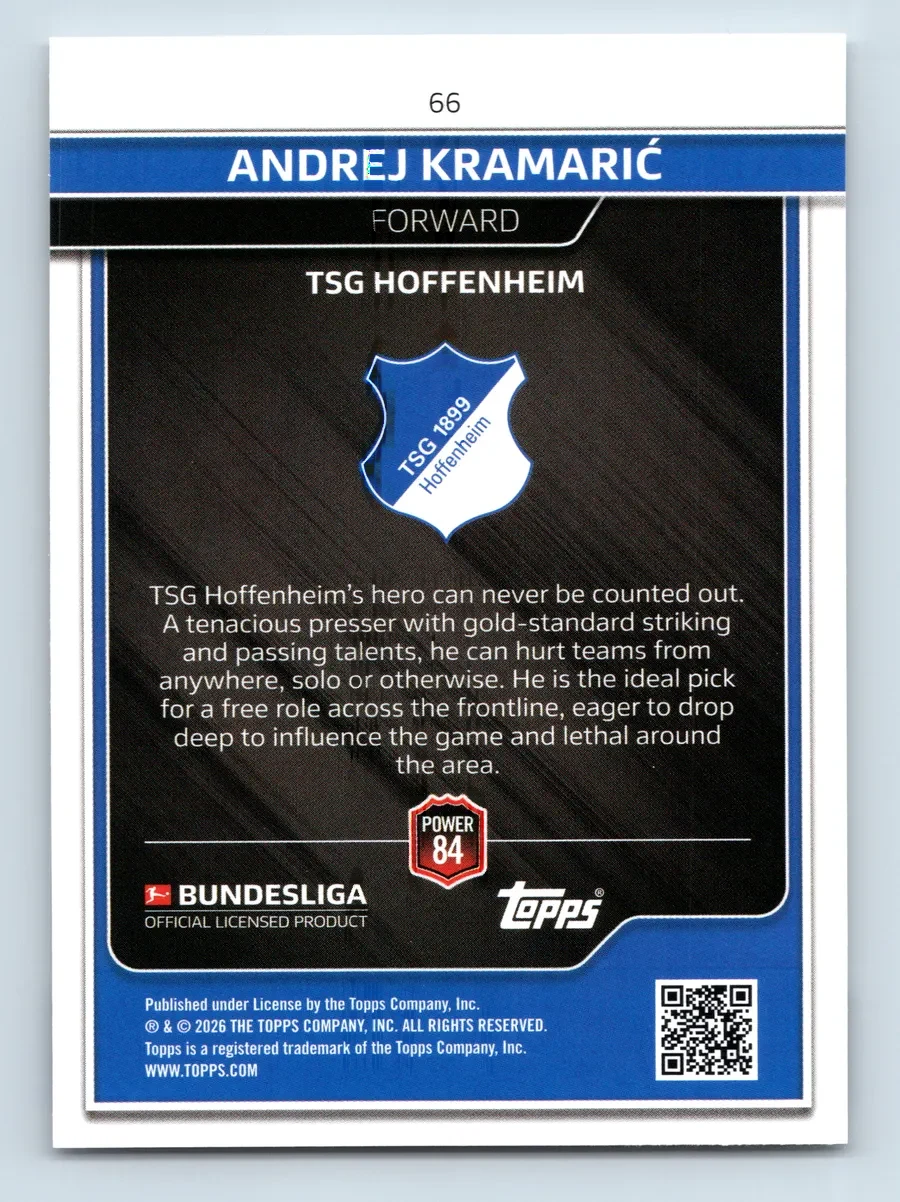 66
ANDREJ KRAMARIĆ
FORWARD
TSG HOFFENHEIM
TSG 1899
Hoffenheim
TSG Hoffenheim's hero can never be counted out.
A tenacious presser with gold-standard striking
and passing talents, he can hurt teams from
anywhere, solo or otherwise. He is the ideal pick
for a free role across the frontline, eager to drop
deep to influence the game and lethal around
the area.
POWER
84
BUNDESLIGA
OFFICIAL LICENSED PRODUCT
Topps®
Published under License by the Topps Company, Inc.
® & © 2026 THE TOPPS COMPANY, INC. ALL RIGHTS RESERVED.
Topps is a registered trademark of the Topps Company, Inc.
WWW.TOPPS.COM